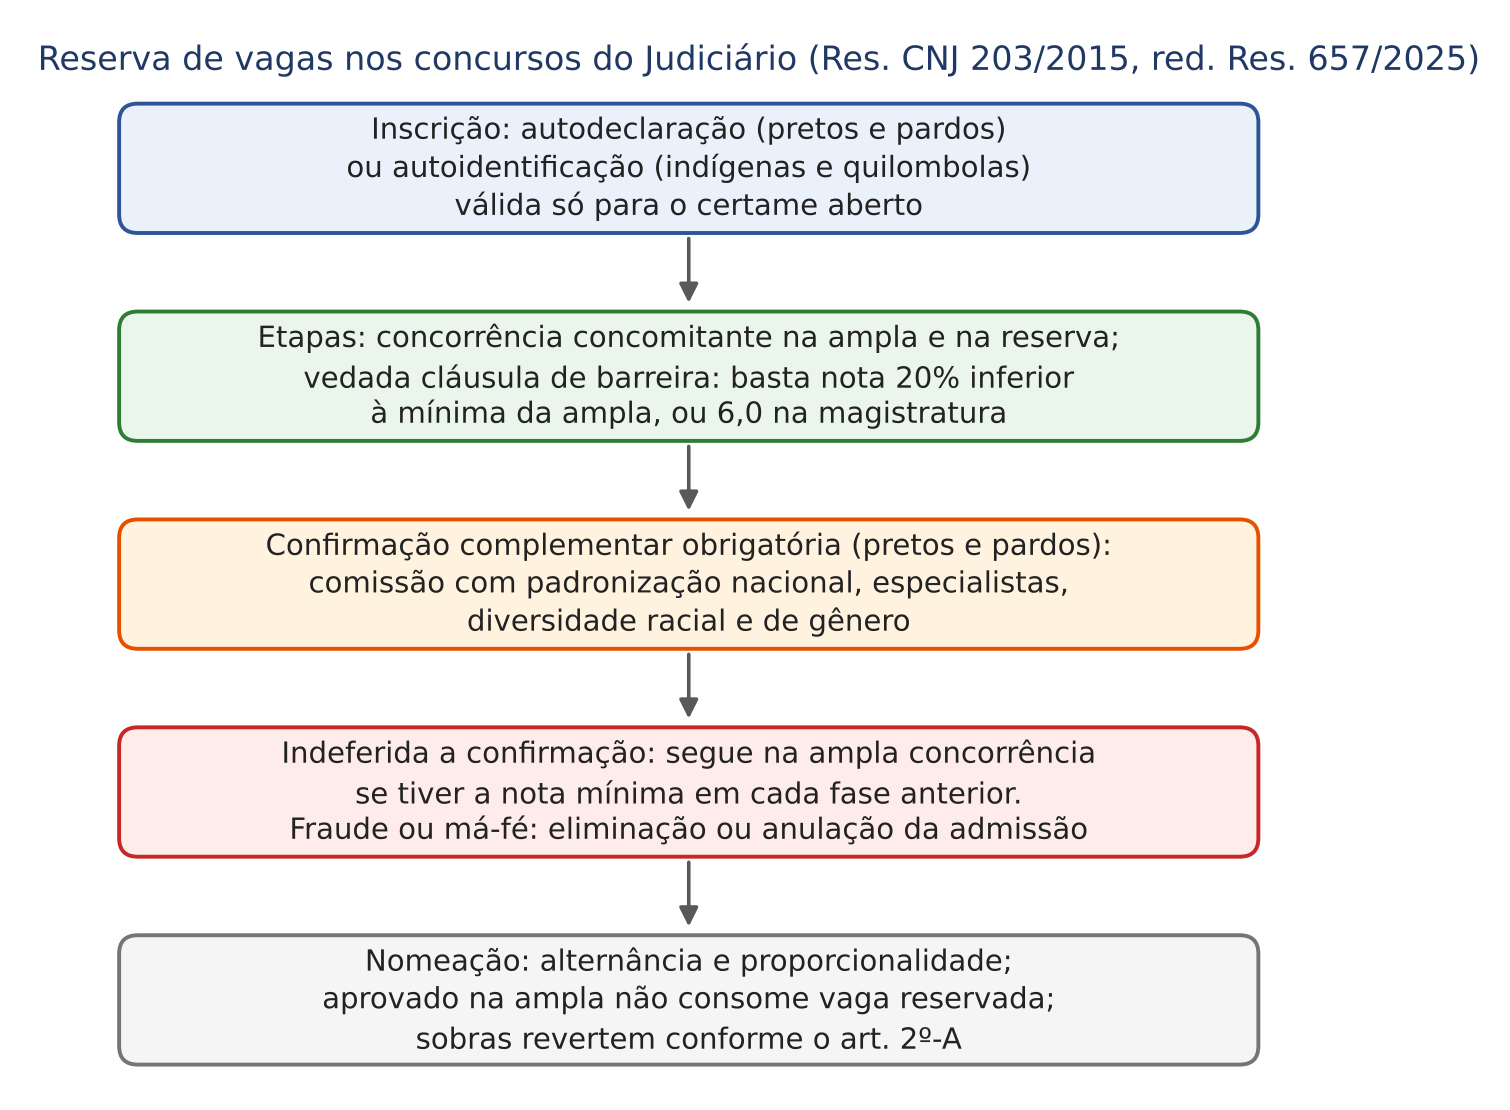 Reserva de vagas nos concursos do Judiciário (Res. CNJ 203/2015, red. Res. 657/2025)
Inscrição: autodeclaração (pretos e pardos)
ou autoidentificação (indígenas e quilombolas)
válida só para o certame aberto
Etapas: concorrência concomitante na ampla e na reserva;
vedada cláusula de barreira: basta nota 20% inferior
à mínima da ampla, ou 6,0 na magistratura
Confirmação complementar obrigatória (pretos e pardos):
comissão com padronização nacional, especialistas,
diversidade racial e de gênero
Indeferida a confirmação: segue na ampla concorrência
se tiver a nota mínima em cada fase anterior.
Fraude ou má-fé: eliminação ou anulação da admissão
Nomeação: alternância e proporcionalidade;
aprovado na ampla não consome vaga reservada;
sobras revertem conforme o art. 2º-A